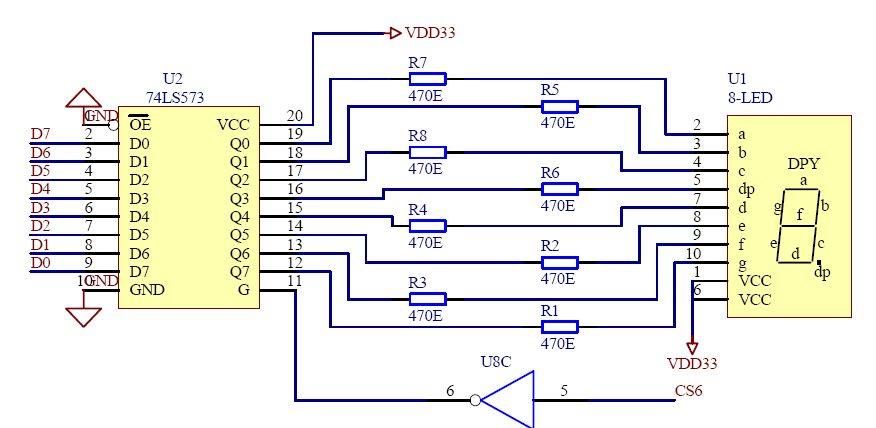 VDD33
R7
470E
R5
470E
R8
470E
R6
470E
R4
470E
R2
470E
R3
470E
R1
470E
U2
74LS573
GND 1 OE VCC 20
D7 2 D0 Q0 19
D6 3 D1 Q1 18
D5 4 D2 Q2 17
D4 5 D3 Q3 16
D3 6 D4 Q4 15
D2 7 D5 Q5 14
D1 8 D6 Q6 13
D0 9 D7 Q7 12
GND 10 GND G 11
U1
8-LED
2 a
3 b
4 c
5 dp
7 d
8 e
9 f
10 g
1 VCC
6 VCC
DPY
a
g f b
e d c
dp
VDD33
U8C
6 5 CS6